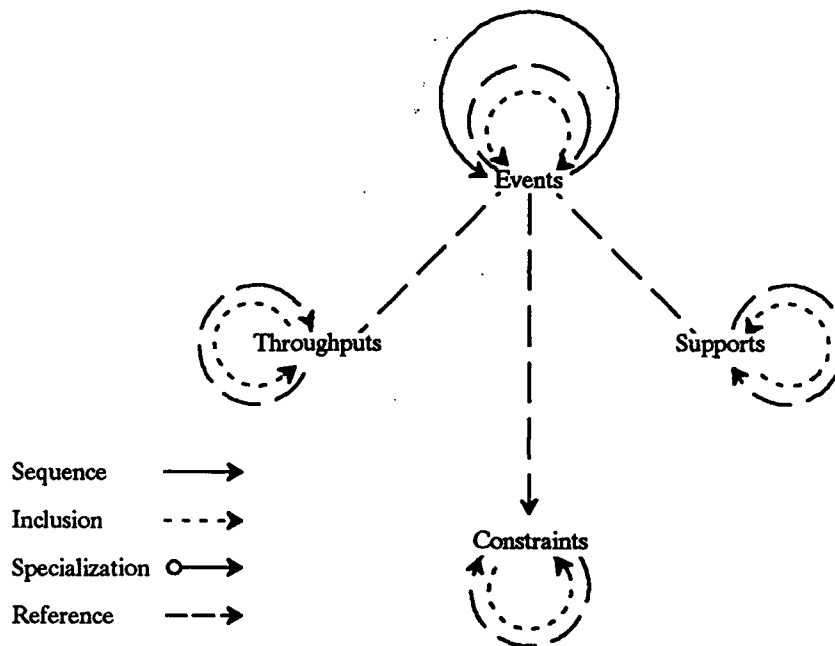 Events
Throughputs
Supports
Sequence
Inclusion
Constraints
Specialization
Reference